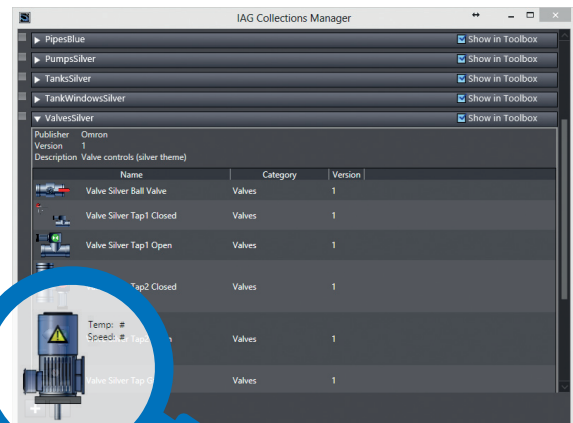 IAG Collections Manager
PipesBlue Show in Toolbox
PumpsSilver Show in Toolbox
TanksSilver Show in Toolbox
TankWindowsSilver Show in Toolbox
ValvesSilver Show in Toolbox
Publisher Omron
Version 1
Description Valve controls (silver theme)
Name Category Version
Valve Silver Ball Valve Valves 1
Valve Silver Tap1 Closed Valves 1
Valve Silver Tap1 Open Valves 1
Tap2 Closed Valves 1
Temp: #
Speed: #
Valves 1
Valve Silver Tap Valves 1